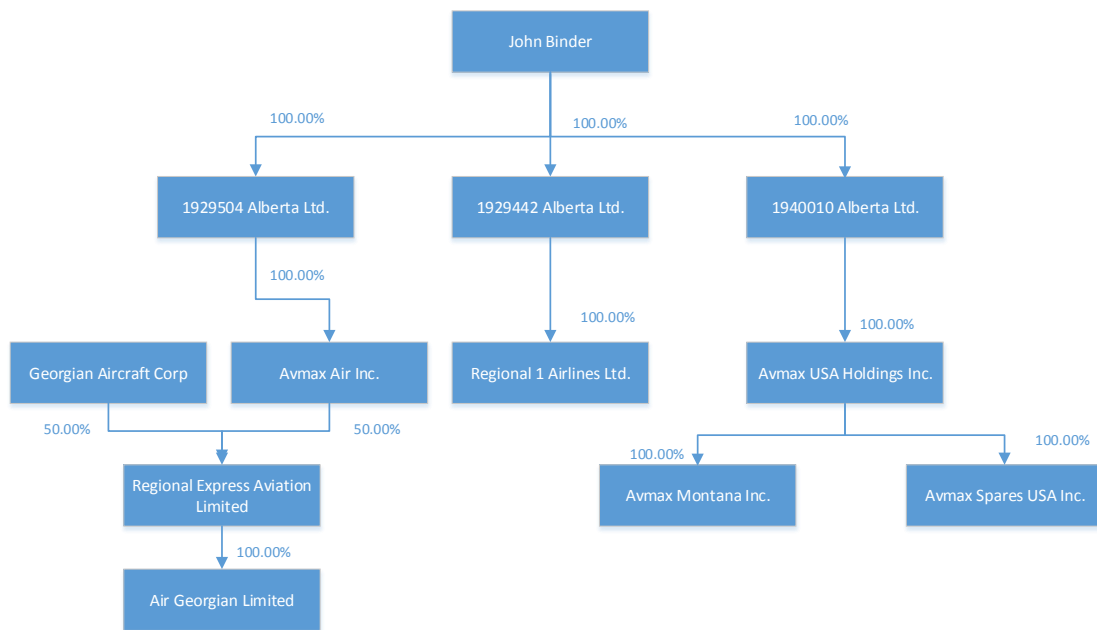 John Binder
100.00%
100.00%
100.00%
1929504 Alberta Ltd.
1929442 Alberta Ltd.
1940010 Alberta Ltd.
100.00%
100.00%
100.00%
Georgian Aircraft Corp
Avmax Air Inc.
Regional 1 Airlines Ltd.
Avmax USA Holdings Inc.
50.00%
50.00%
100.00%
100.00%
Regional Express Aviation
Limited
Avmax Montana Inc.
Avmax Spares USA Inc.
100.00%
Air Georgian Limited